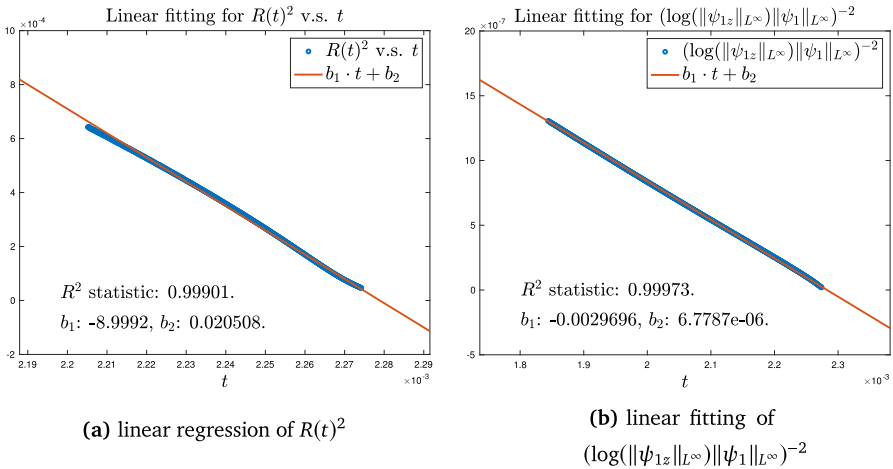 Linear fitting for R(t)² v.s. t
10 ×10⁻⁴
R(t)² v.s. t
b₁ · t + b₂
8
6
4
2
0
-2
R² statistic: 0.99901.
b₁: -8.9992, b₂: 0.020508.
2.19 2.2 2.21 2.22 2.23 2.24 2.25 2.26 2.27 2.28 2.29
t ×10⁻³
(a) linear regression of R(t)²
Linear fitting for (log(‖ψ₁z‖L∞)‖ψ₁‖L∞)⁻²
20 ×10⁻⁷
(log(‖ψ₁z‖L∞)‖ψ₁‖L∞)⁻²
b₁ · t + b₂
15
10
5
0
-5
R² statistic: 0.99973.
b₁: -0.0029696, b₂: 6.7787e-06.
1.8 1.9 2 2.1 2.2 2.3
t ×10⁻³
(b) linear fitting of
(log(‖ψ₁z‖L∞)‖ψ₁‖L∞)⁻²